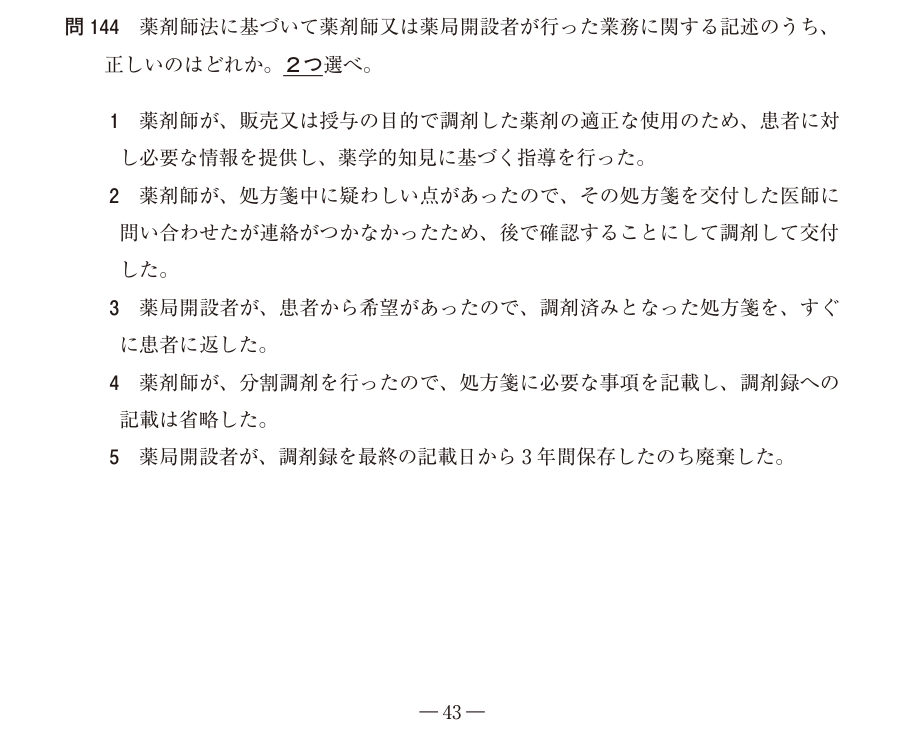 問 144 薬剤師法に基づいて薬剤師又は薬局開設者が行った業務に関する記述のうち、
正しいのはどれか。2つ選べ。
1 薬剤師が、販売又は授与の目的で調剤した薬剤の適正な使用のため、患者に対
し必要な情報を提供し、薬学的知見に基づく指導を行った。
2 薬剤師が、処方箋中に疑わしい点があったので、その処方箋を交付した医師に
問い合わせたが連絡がつかなかったため、後で確認することにして調剤して交付
した。
3 薬局開設者が、患者から希望があったので、調剤済みとなった処方箋を、すぐ
に患者に返した。
4 薬剤師が、分割調剤を行ったので、処方箋に必要な事項を記載し、調剤録への
記載は省略した。
5 薬局開設者が、調剤録を最終の記載日から3年間保存したのち廃棄した。
― 43 ―